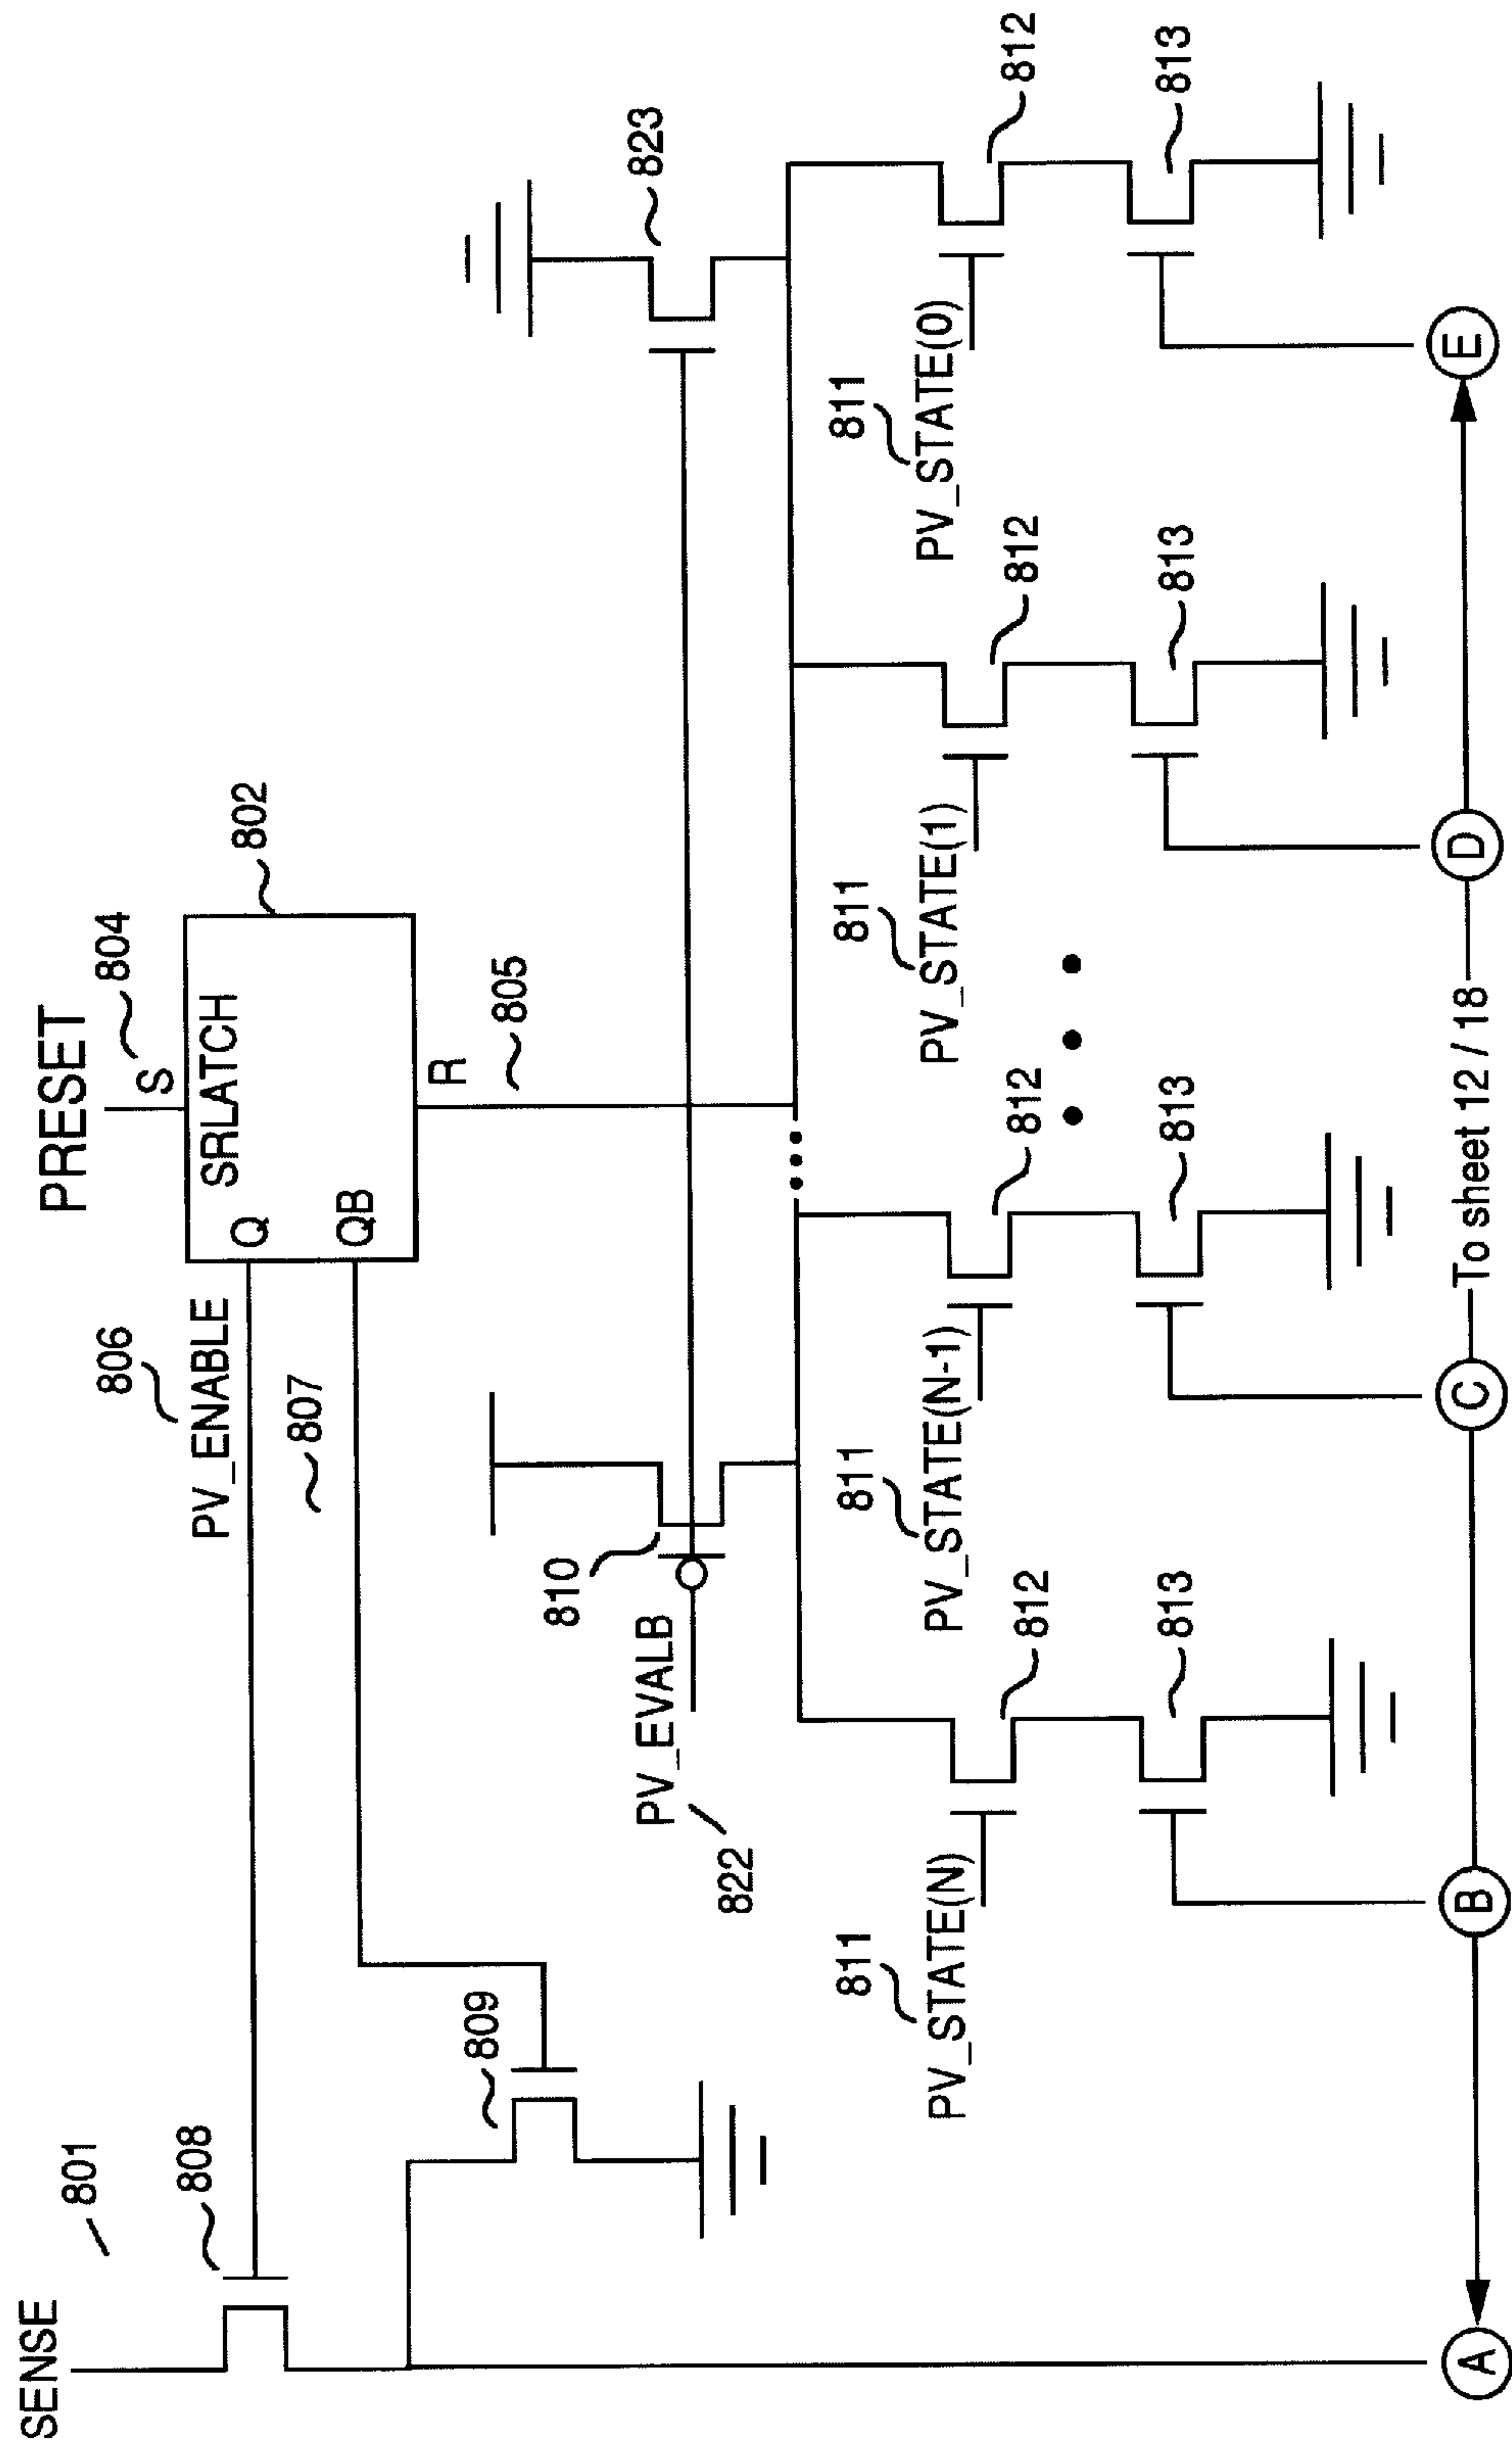 PRESET
S
804
SRLATCH
802
Q
QB
R
805
806
PV_ENABLE
807
SENSE
801
808
809
810
PV_EVALB
822
823
811
PV_STATE(N)
812
813
811
PV_STATE(N-1)
812
813
811
PV_STATE(1)
812
813
811
PV_STATE(0)
812
813
A
B
C
To sheet 12 / 18
D
E